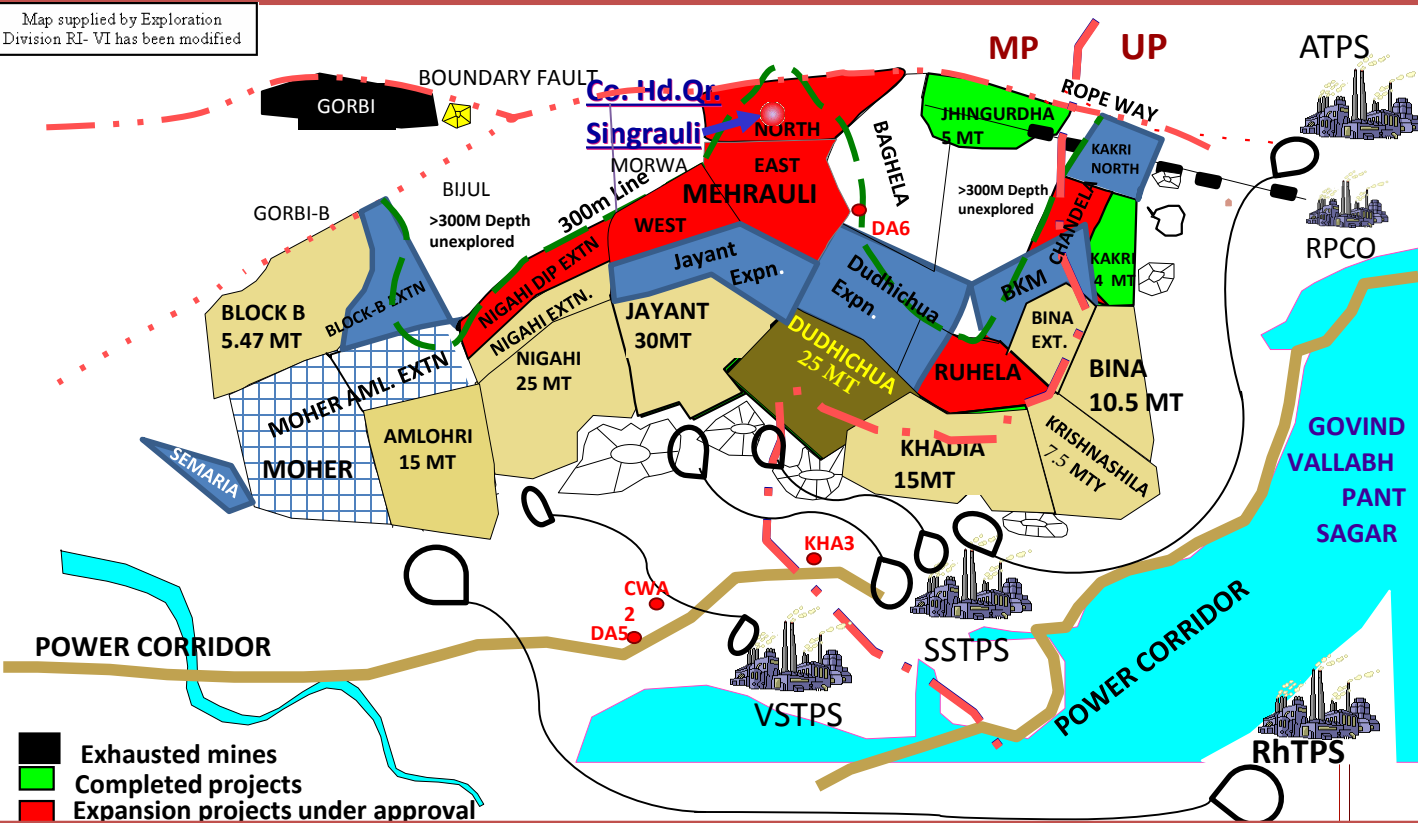 Map supplied by Exploration
Division RI- VI has been modified
MP
UP
ATPS
BOUNDARY FAULT
Co. Hd.Qr.
Singrauli
ROPE WAY
GORBI
NORTH
JHINGURDHA
5 MT
KAKRI
NORTH
MORWA
EAST
MEHRAULI
BAGHELA
BIJUL
>300M Depth
unexplored
300m Line
>300M Depth
unexplored
CHANDELA
RPCO
GORBI-B
WEST
DA6
NIGAHI DIP EXTN
Jayant
Expn.
Dudhichua
Expn.
BKM
KAKRI
4 MT
BLOCK B
5.47 MT
BLOCK-B EXTN
NIGAHI EXTN.
JAYANT
30MT
BINA
EXT.
DUDHICHUA
25 MT
NIGAHI
25 MT
RUHELA
BINA
10.5 MT
MOHER AML. EXTN
AMLOHRI
15 MT
KHADIA
15MT
KRISHNASHILA
7.5 MTY
GOVIND
VALLABH
PANT
SAGAR
SEMARIA
MOHER
KHA3
CWA
2
DA5
POWER CORRIDOR
SSTPS
POWER CORRIDOR
VSTPS
RhTPS
Exhausted mines
Completed projects
Expansion projects under approval